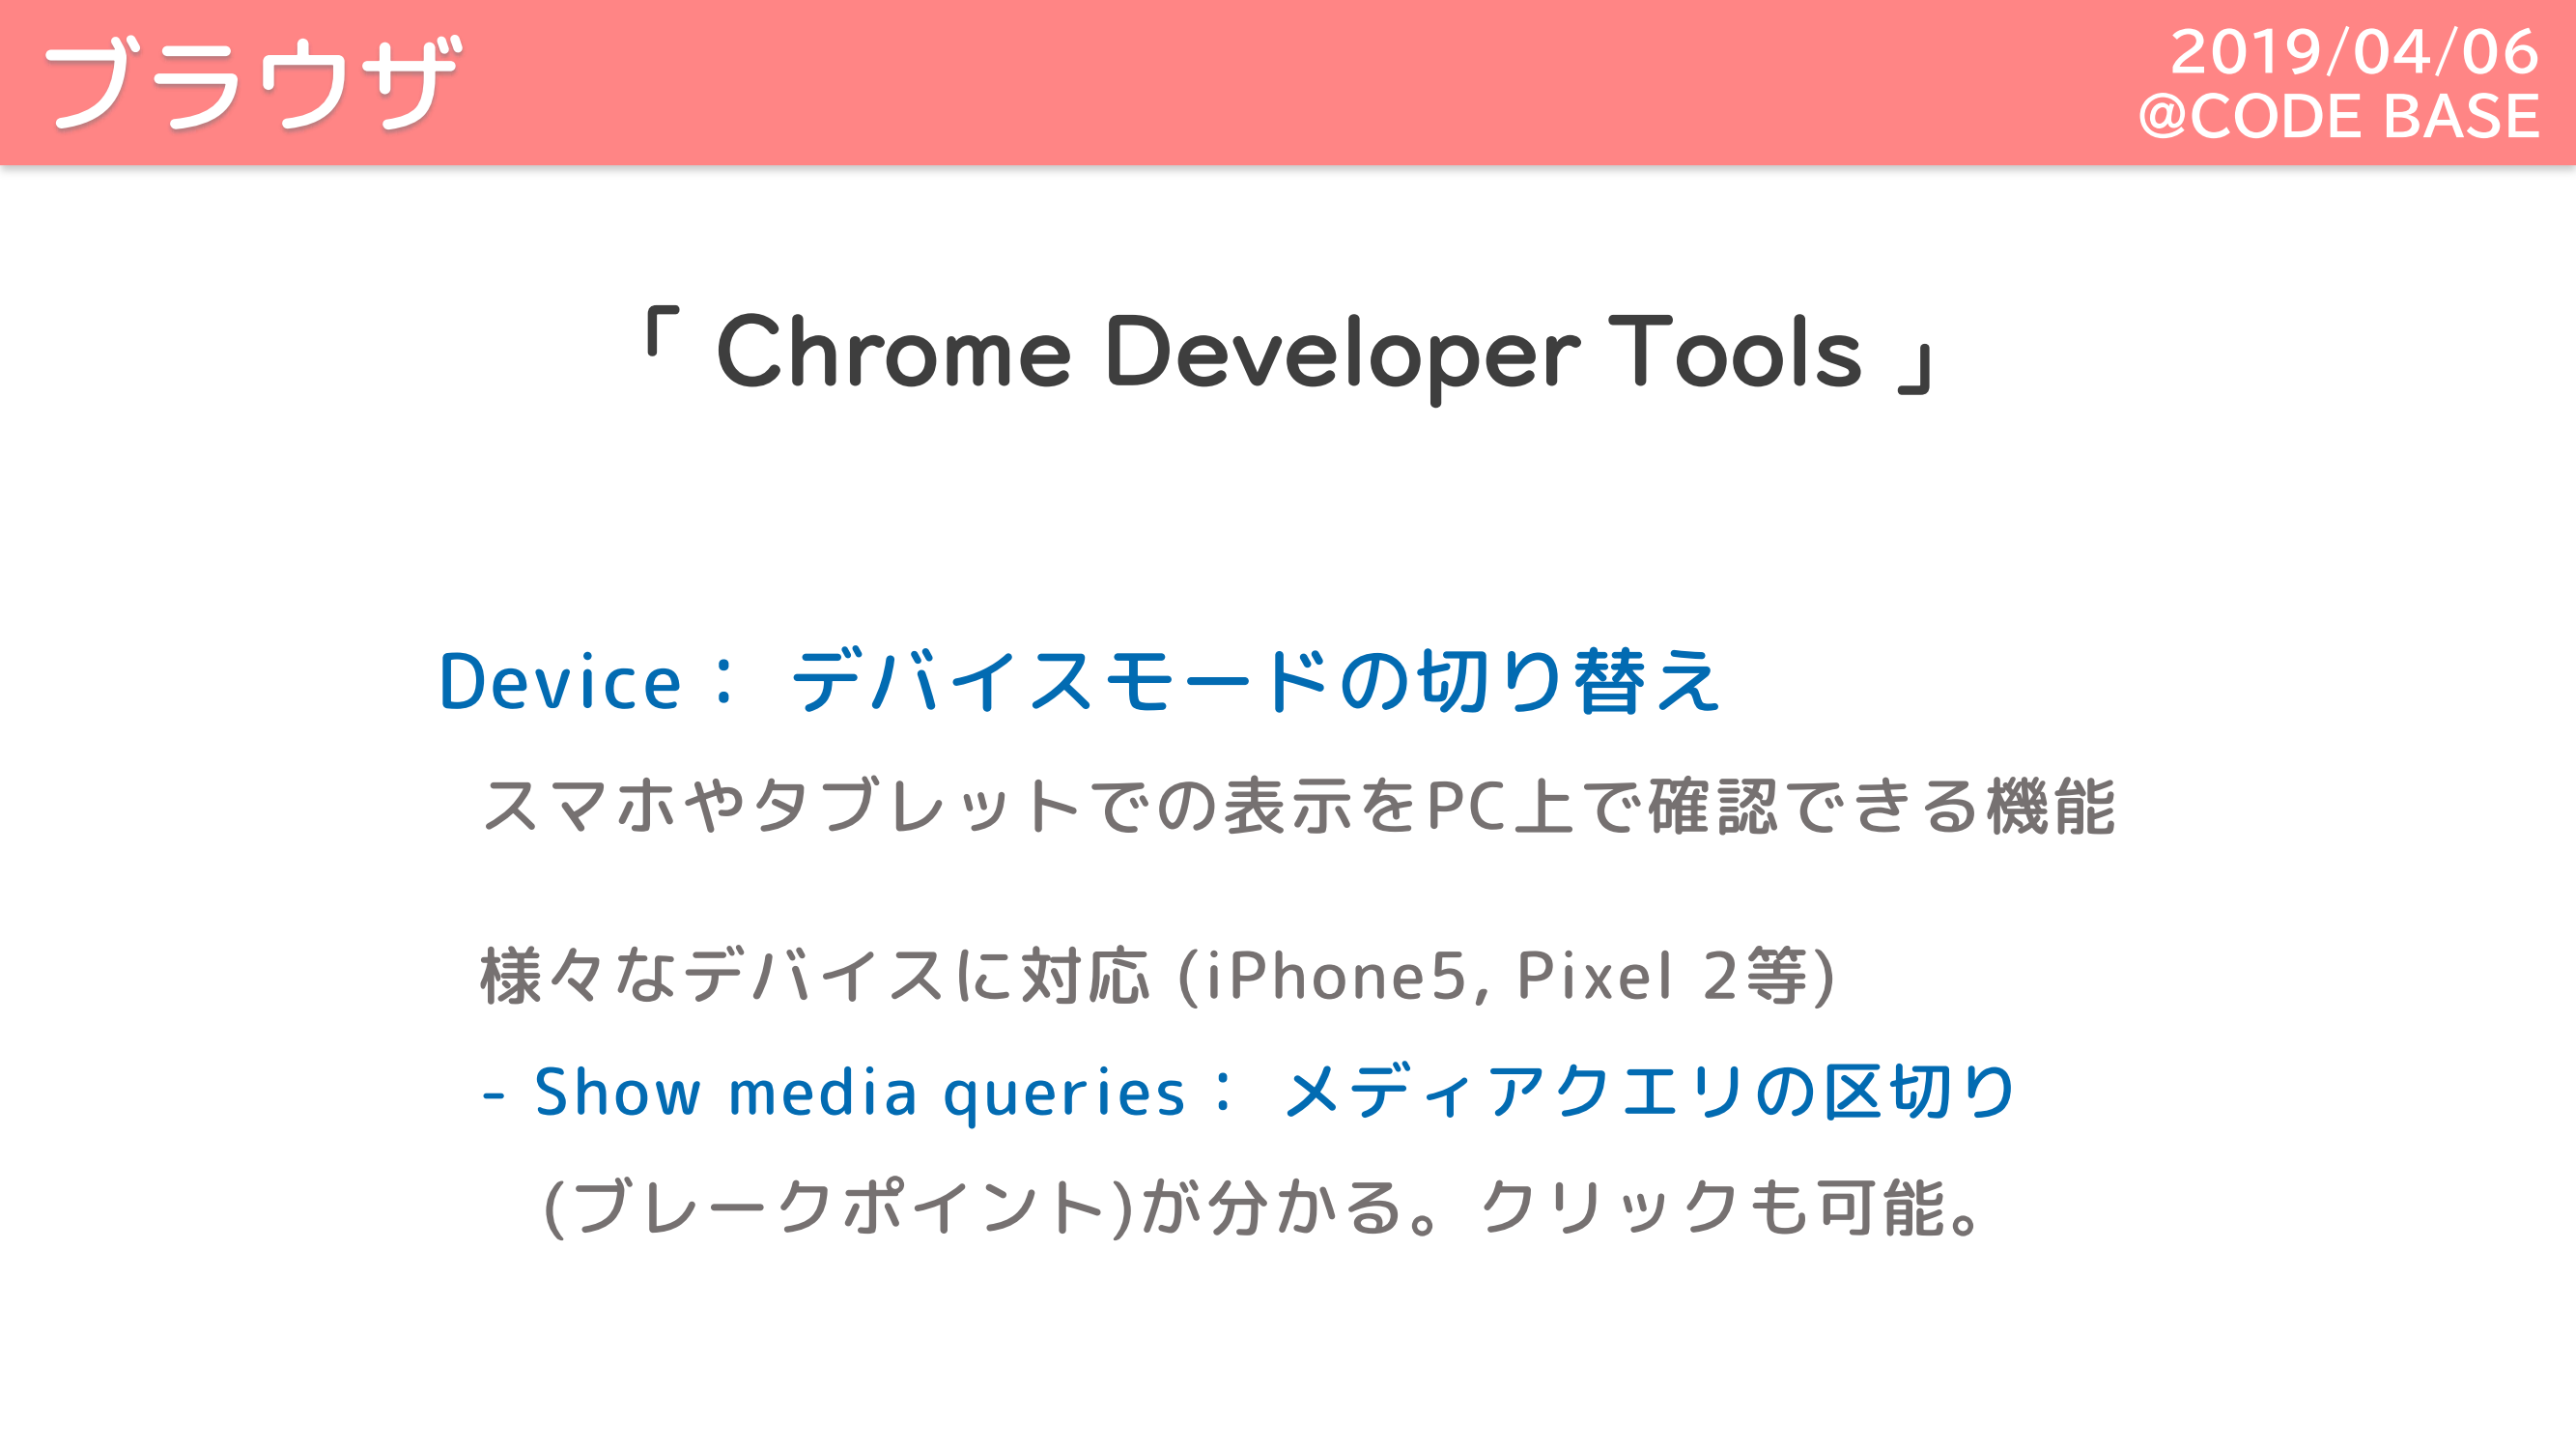 ブラウザ
2019/04/06
@CODE BASE
「 Chrome Developer Tools 」
Device： デバイスモードの切り替え
スマホやタブレットでの表示をPC上で確認できる機能
様々なデバイスに対応 (iPhone5, Pixel 2等)
- Show media queries： メディアクエリの区切り
(ブレークポイント)が分かる。クリックも可能。